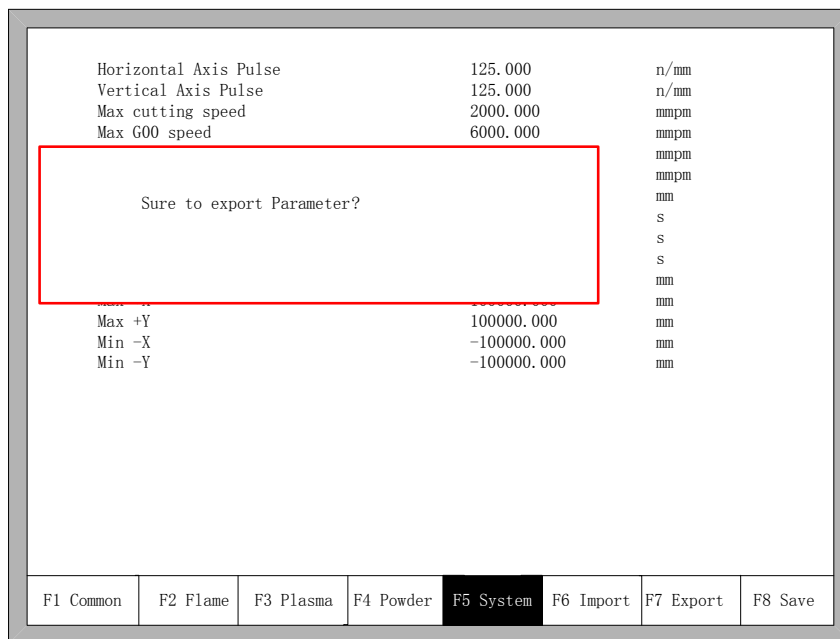 Horizontal Axis Pulse 125.000 n/mm
Vertical Axis Pulse 125.000 n/mm
Max cutting speed 2000.000 mmpm
Max G00 speed 6000.000 mmpm
mmpm
mmpm
mm
Sure to export Parameter?
s
s
s
mm
mm
Max +Y 100000.000 mm
Min -X -100000.000 mm
Min -Y -100000.000 mm
F1 Common F2 Flame F3 Plasma F4 Powder F5 System F6 Import F7 Export F8 Save